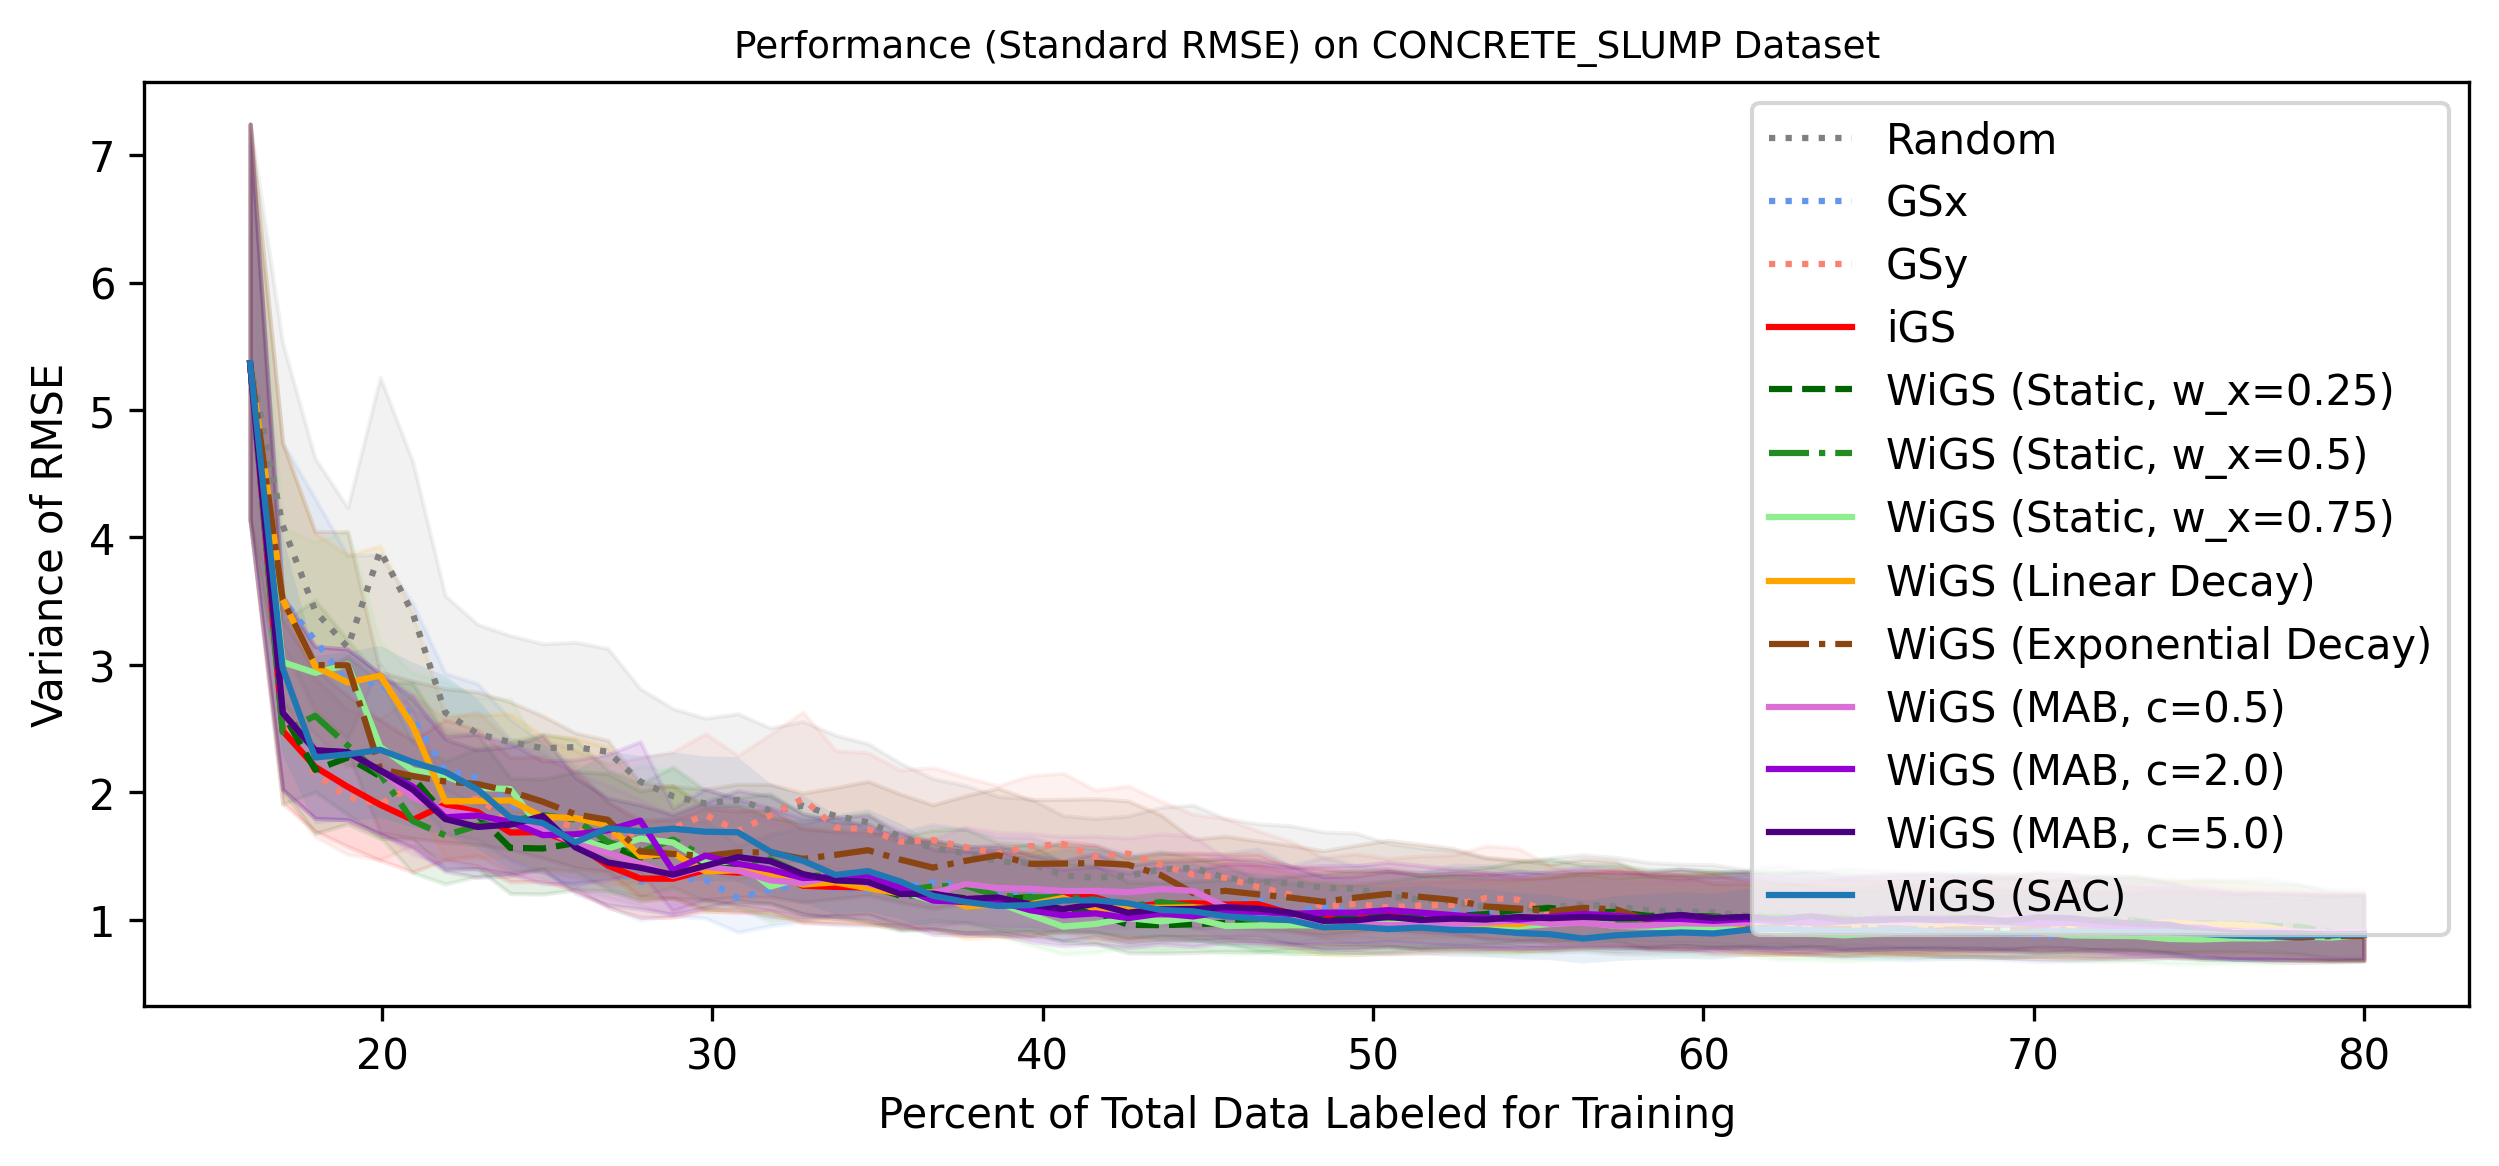 Performance (Standard RMSE) on CONCRETE_SLUMP Dataset
Variance of RMSE
7
6
5
4
3
2
1
Random
GSx
GSy
iGS
WiGS (Static, w_x=0.25)
WiGS (Static, w_x=0.5)
WiGS (Static, w_x=0.75)
WiGS (Linear Decay)
WiGS (Exponential Decay)
WiGS (MAB, c=0.5)
WiGS (MAB, c=2.0)
WiGS (MAB, c=5.0)
WiGS (SAC)
20 30 40 50 60 70 80
Percent of Total Data Labeled for Training